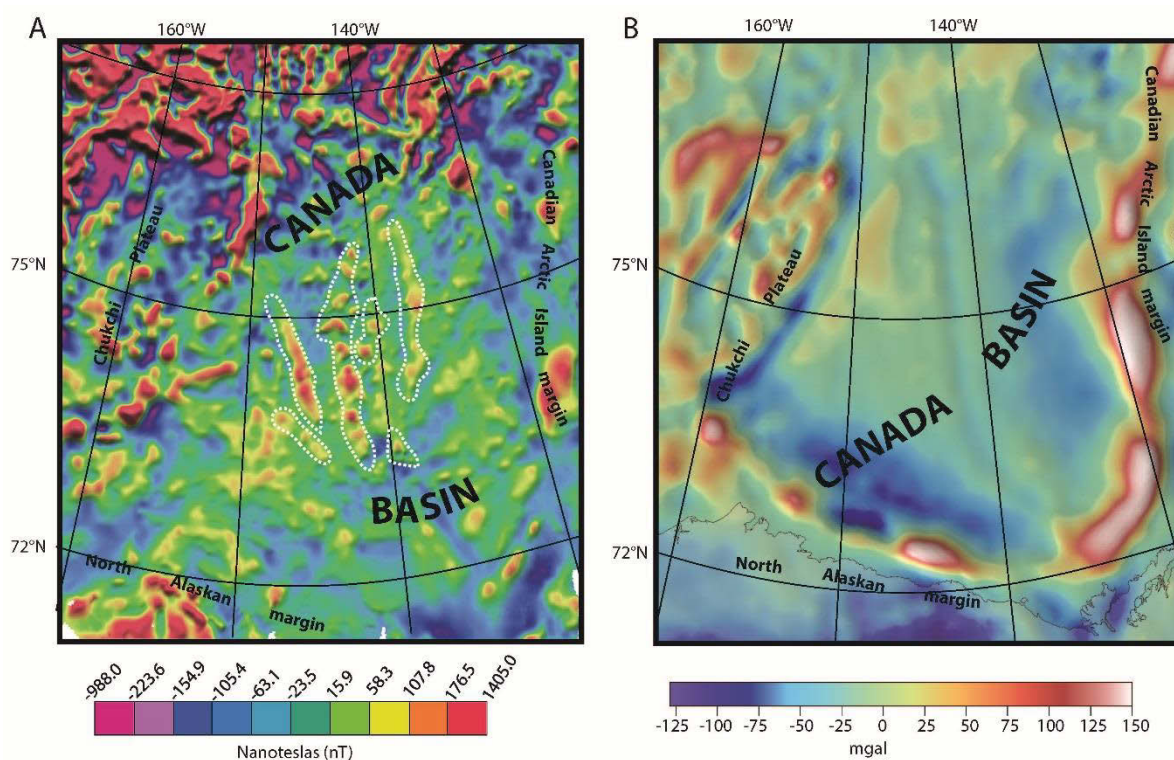 A
160°W
140°W
B
160°W
140°W
CANADA
BASIN
Plateau
Chukchi
Canadian
Arctic
Island
margin
North
Alaskan
margin
75°N
72°N
CANADA
BASIN
Plateau
Chukchi
Canadian
Arctic
Island
margin
North
Alaskan
margin
75°N
72°N
-988.0
-223.6
-154.9
-105.4
-63.1
-23.5
15.9
58.3
107.8
176.5
1405.0
Nanoteslas (nT)
-125 -100 -75 -50 -25 0 25 50 75 100 125 150
mgal